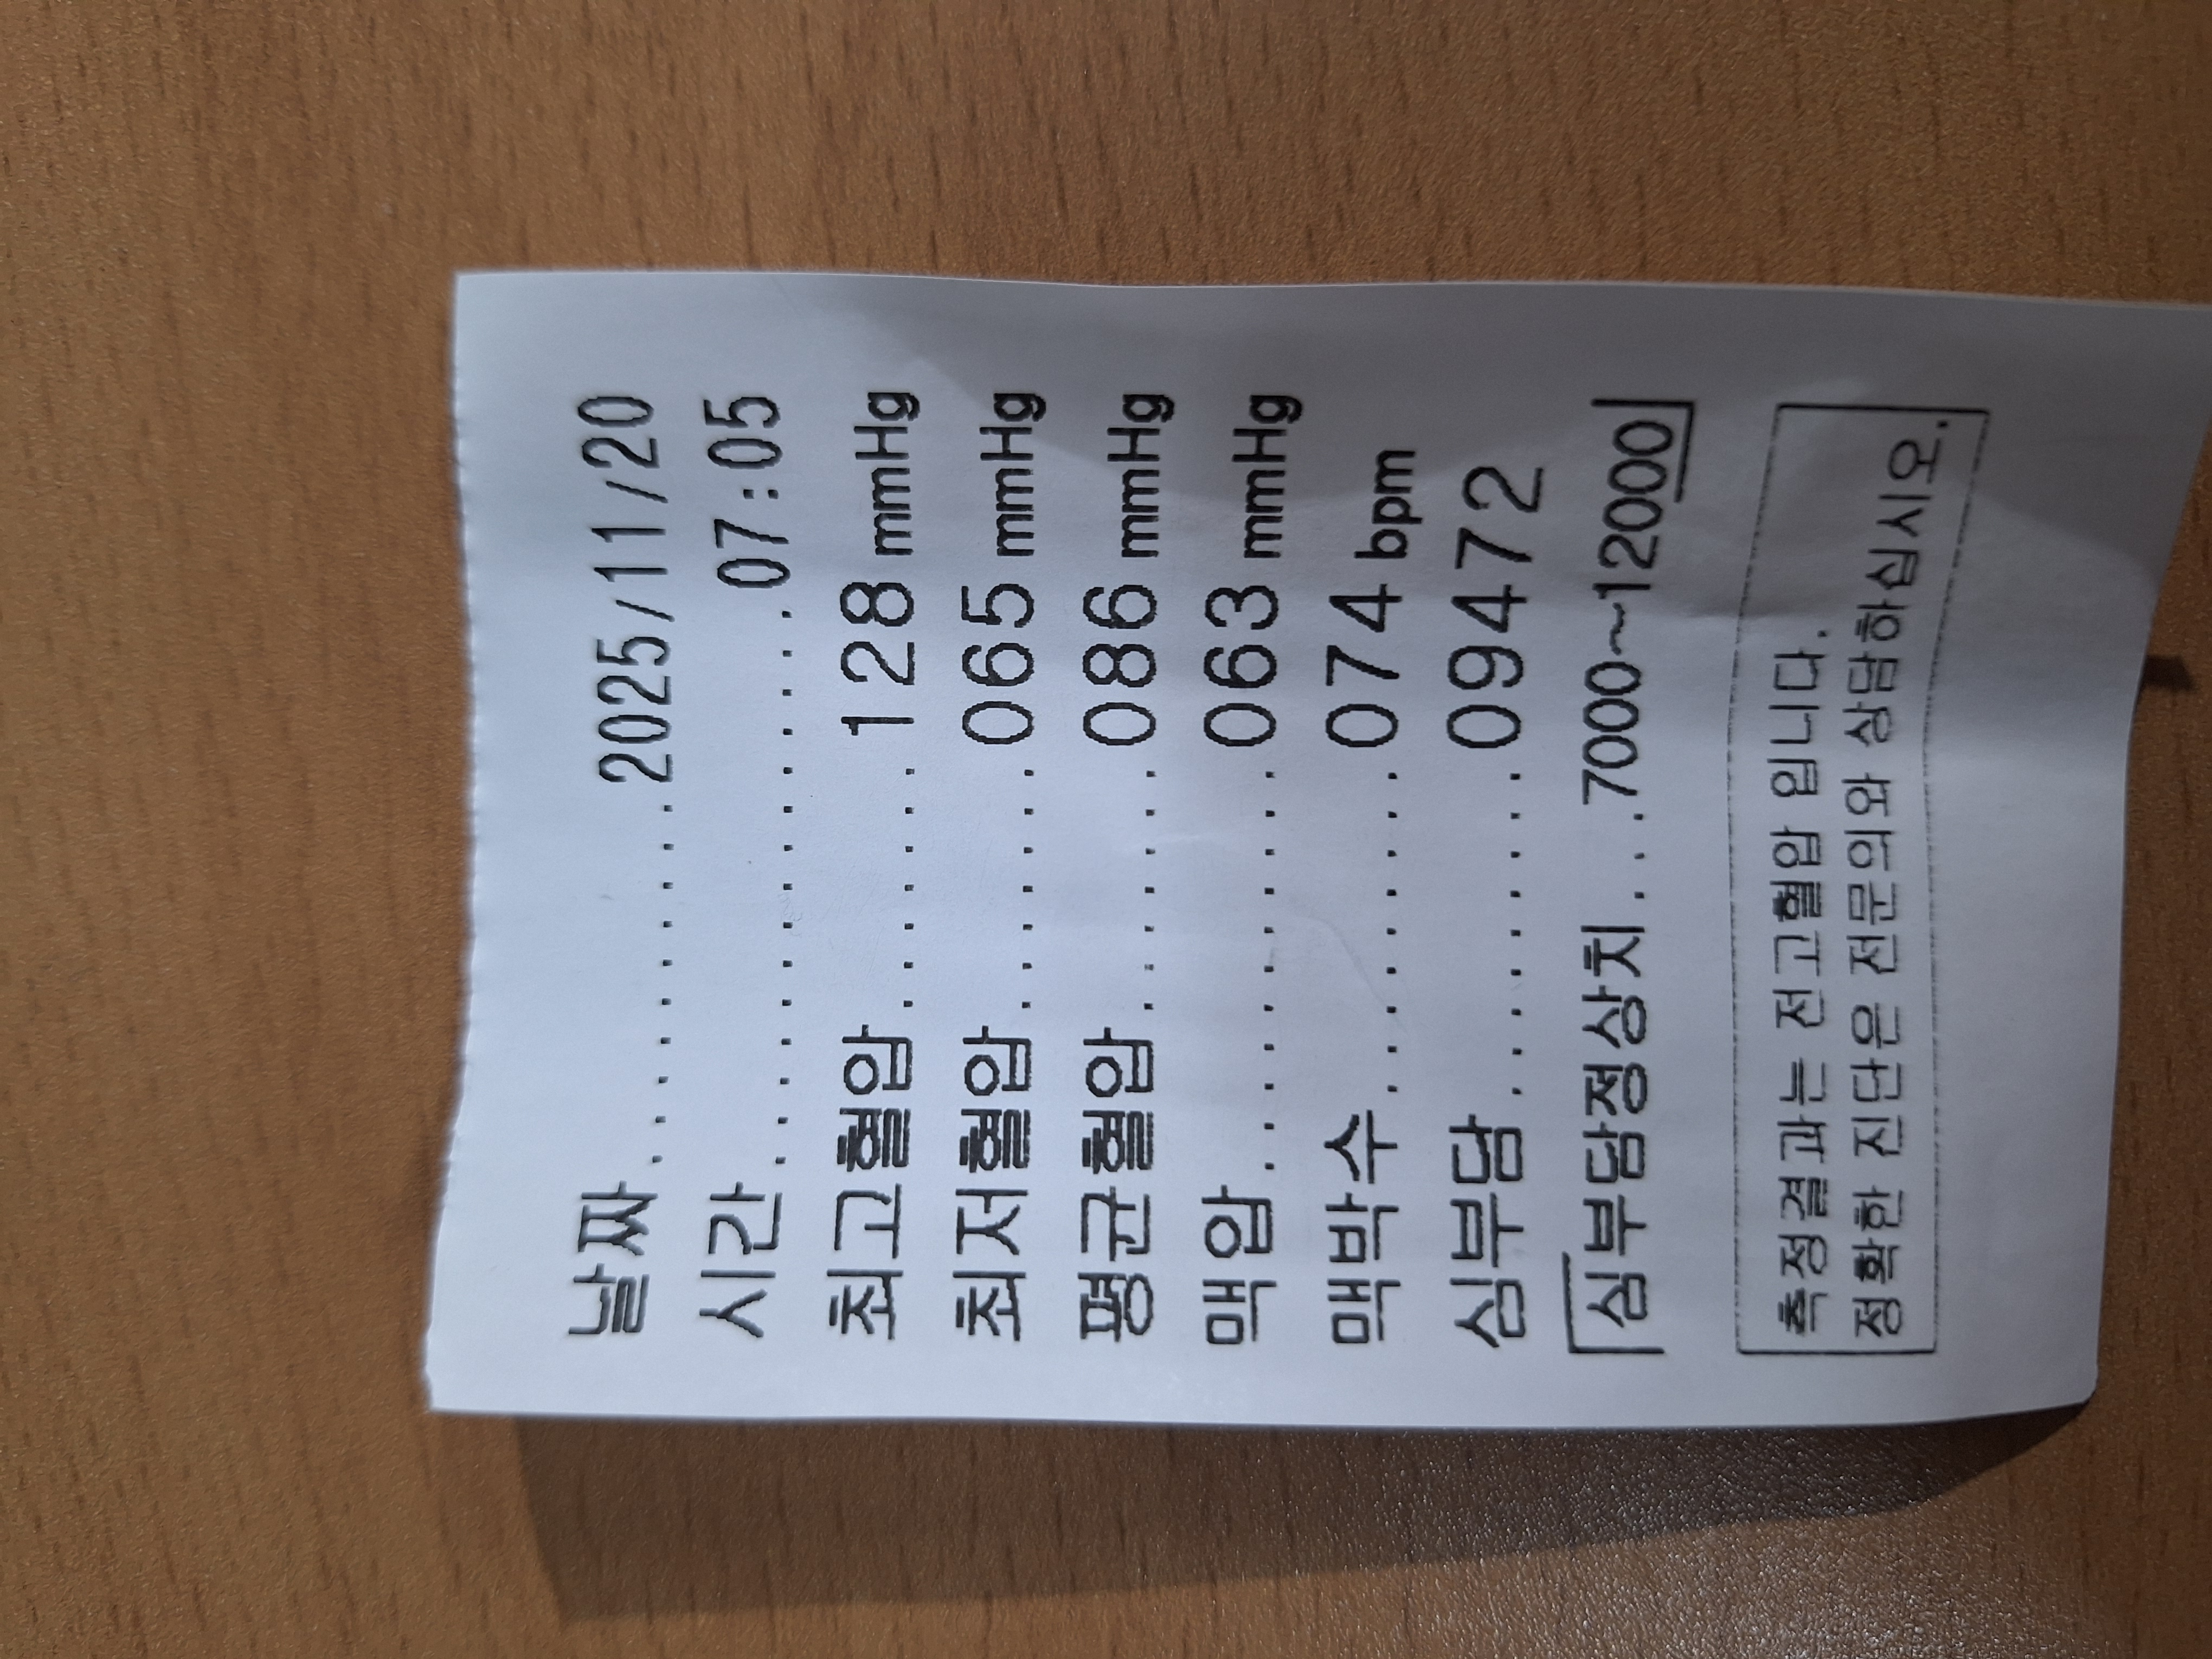 날짜..............2025/11/20
시간...................07:05
최고혈압.......128 mmHg
최저혈압.......065 mmHg
평균혈압.......086 mmHg
맥압...........063 mmHg
맥박수.........074 bpm
심부담.........09472
심부담정상치...7000~12000
측정결과는 전고혈압 입니다.
정확한 진단은 전문의와 상담하십시오.